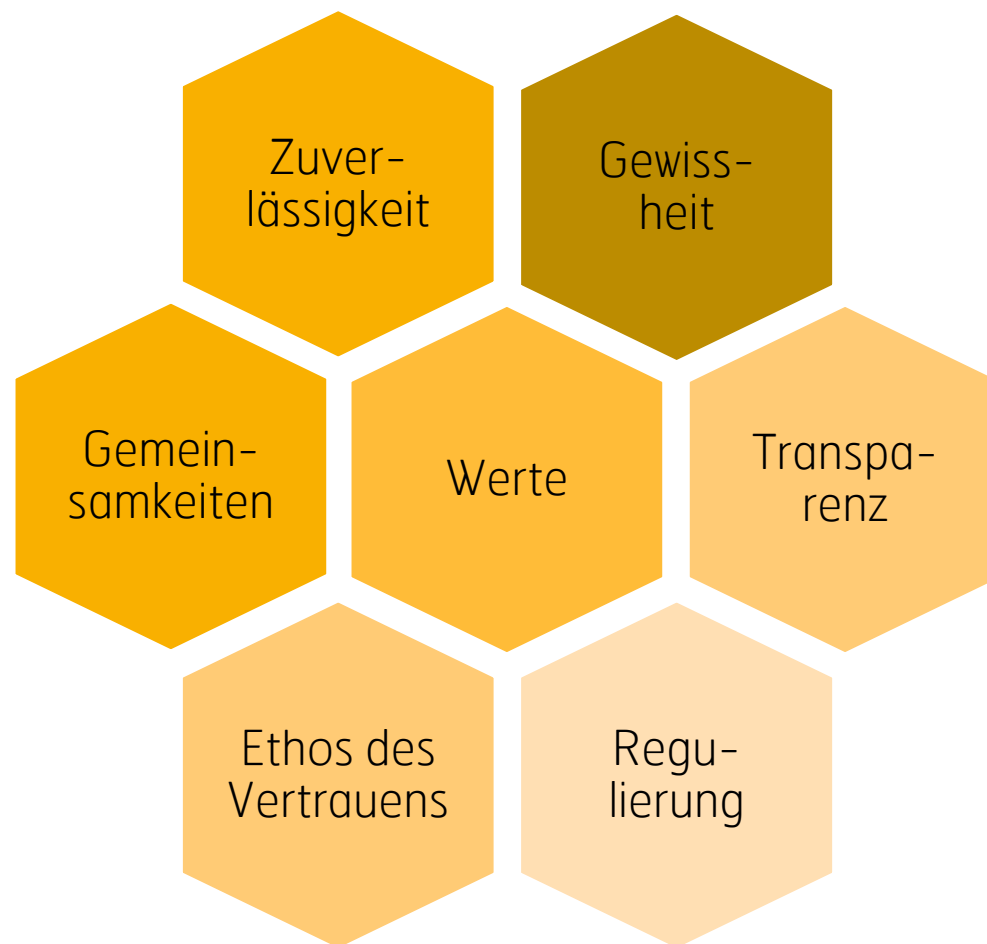 Zuver-
lässigkeit
Gewiss-
heit
Gemein-
samkeiten
Werte
Transpa-
renz
Ethos des
Vertrauens
Regu-
lierung